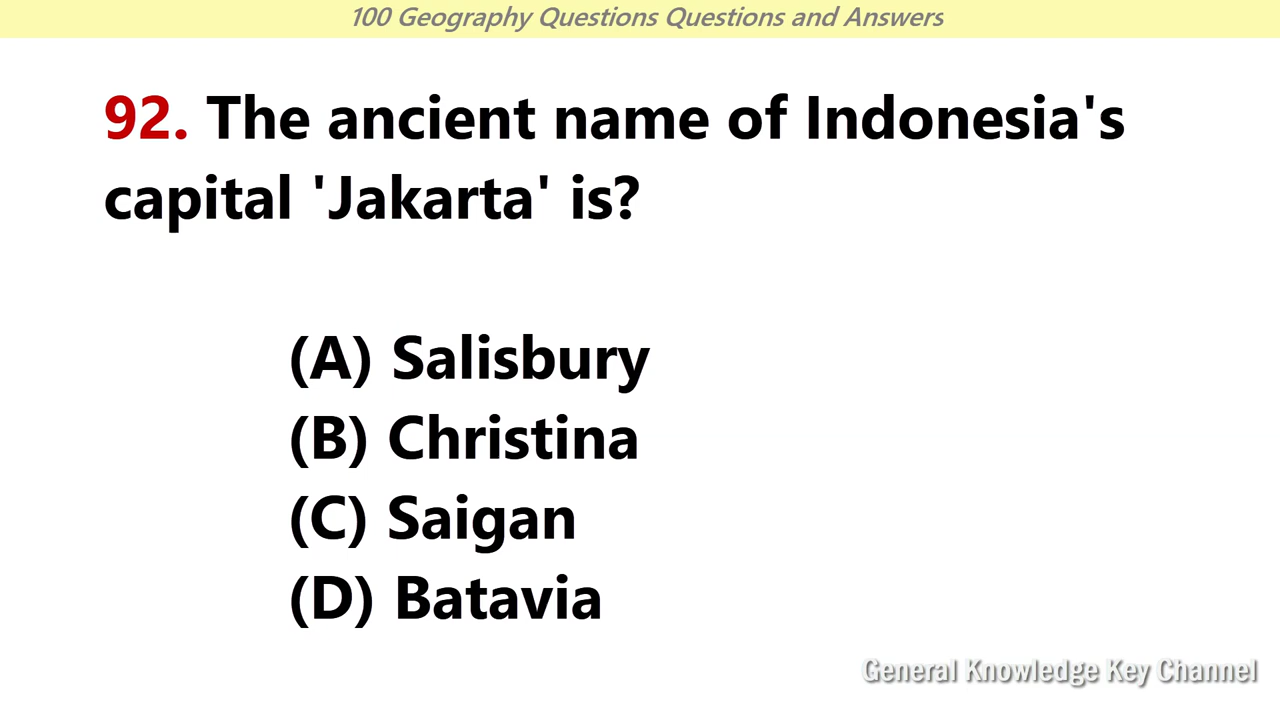 100 Geography Questions Questions and Answers
92. The ancient name of Indonesia's
capital 'Jakarta' is?
(A) Salisbury
(B) Christina
(C) Saigan
(D) Batavia
General Knowledge Key Channel